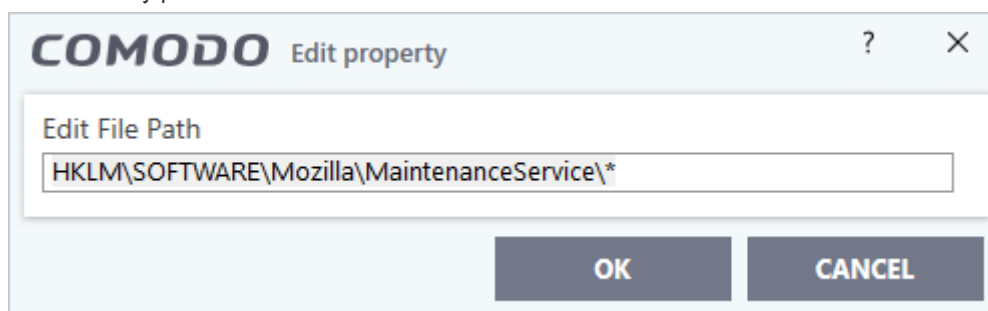 COMODO Edit property ? ×
Edit File Path
HKLM\SOFTWARE\Mozilla\MaintenanceService\*
OK CANCEL